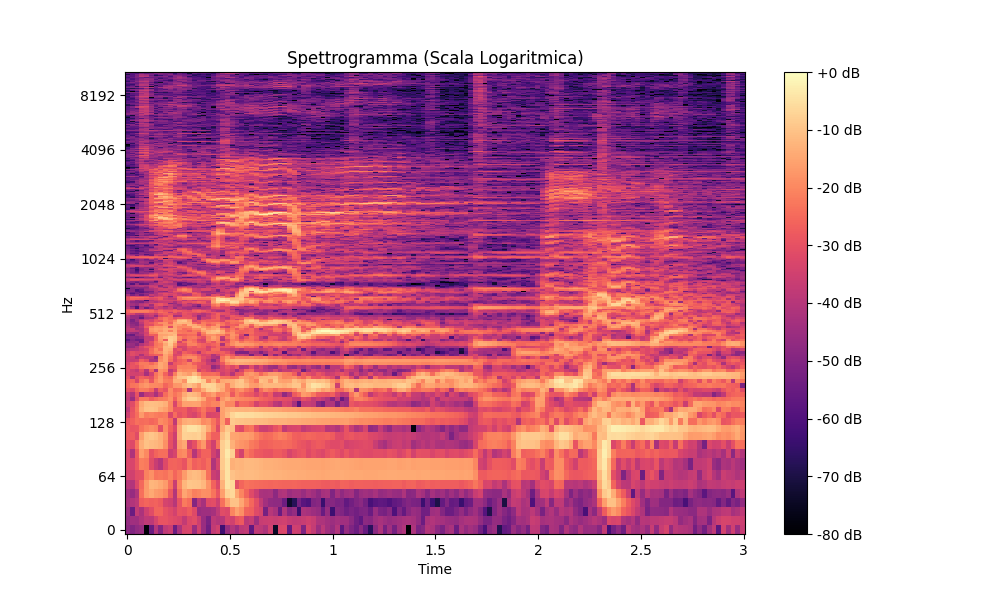 Spettrogramma (Scala Logaritmica)
8192
4096
2048
1024
512
256
128
64
0
Hz
0 0.5 1 1.5 2 2.5 3
Time
+0 dB
-10 dB
-20 dB
-30 dB
-40 dB
-50 dB
-60 dB
-70 dB
-80 dB